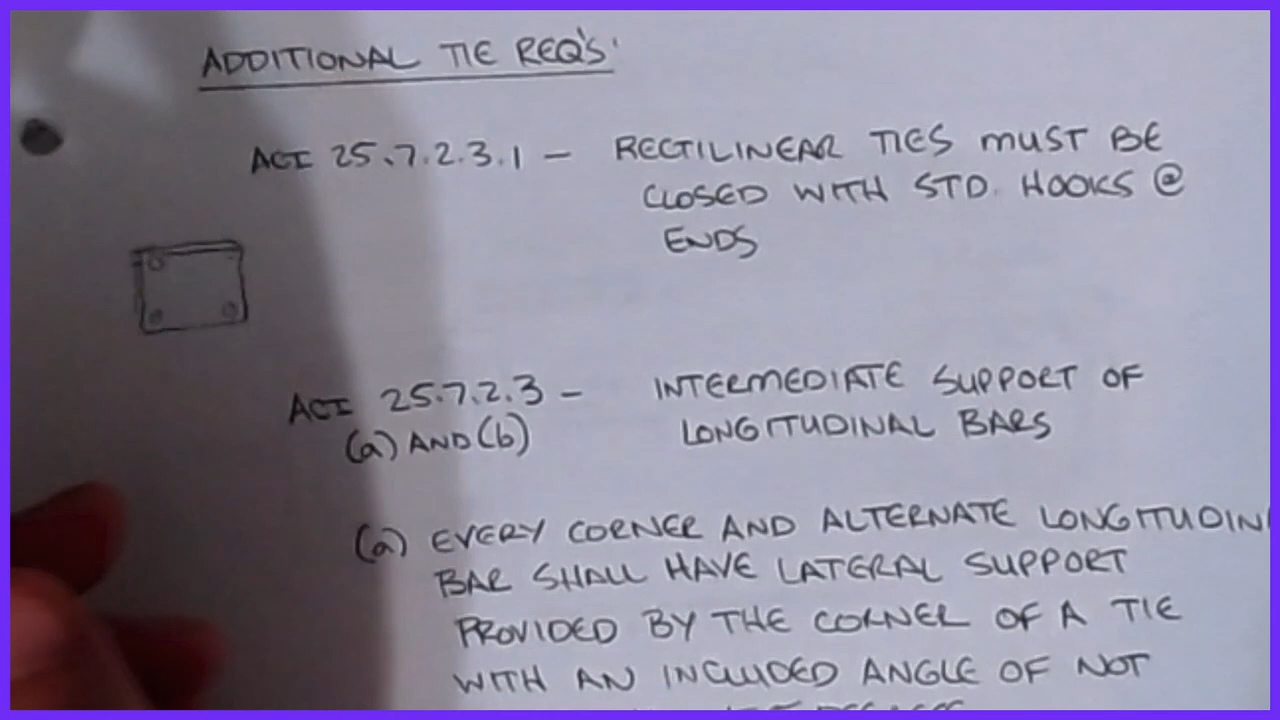 ADDITIONAL TIE REQ'S:
ACI 25.7.2.3.1 – RECTILINEAR TIES MUST BE
CLOSED WITH STD. HOOKS @
ENDS
ACI 25.7.2.3 – INTERMEDIATE SUPPORT OF
(a) AND (b) LONGITUDINAL BARS
(a) EVERY CORNER AND ALTERNATE LONGITUDIN
BAR SHALL HAVE LATERAL SUPPORT
PROVIDED BY THE CORNER OF A TIE
WITH AN INCLUDED ANGLE OF NOT